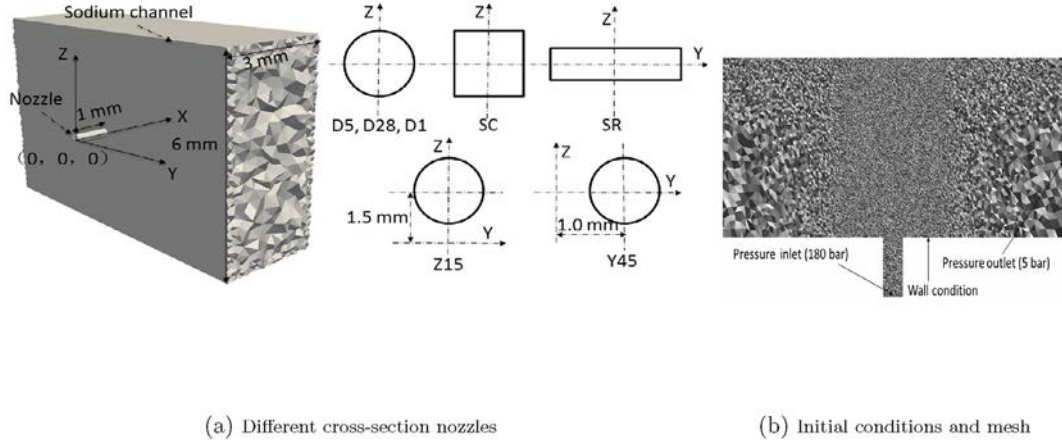 Sodium channel
3 mm
Z
Nozzle
1 mm
X
(0, 0, 0)
6 mm
Y
Z
Z
Z
Y
D5, D28, D1
SC
SR
Z
Z
Y
1.5 mm
1.0 mm
Y
Z15
Y45
Pressure inlet (180 bar)
Pressure outlet (5 bar)
Wall condition
(a) Different cross-section nozzles
(b) Initial conditions and mesh